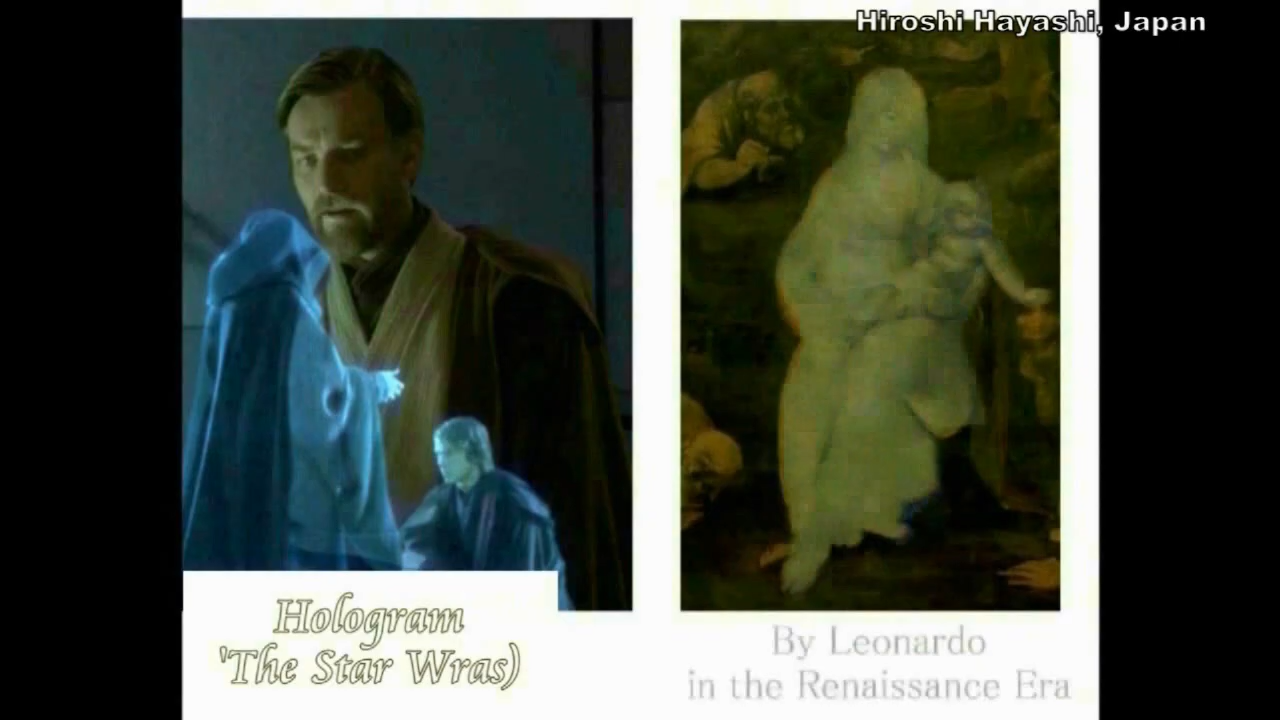 Hiroshi Hayashi, Japan
Hologram
'The Star Wras)
By Leonardo
in the Renaissance Era